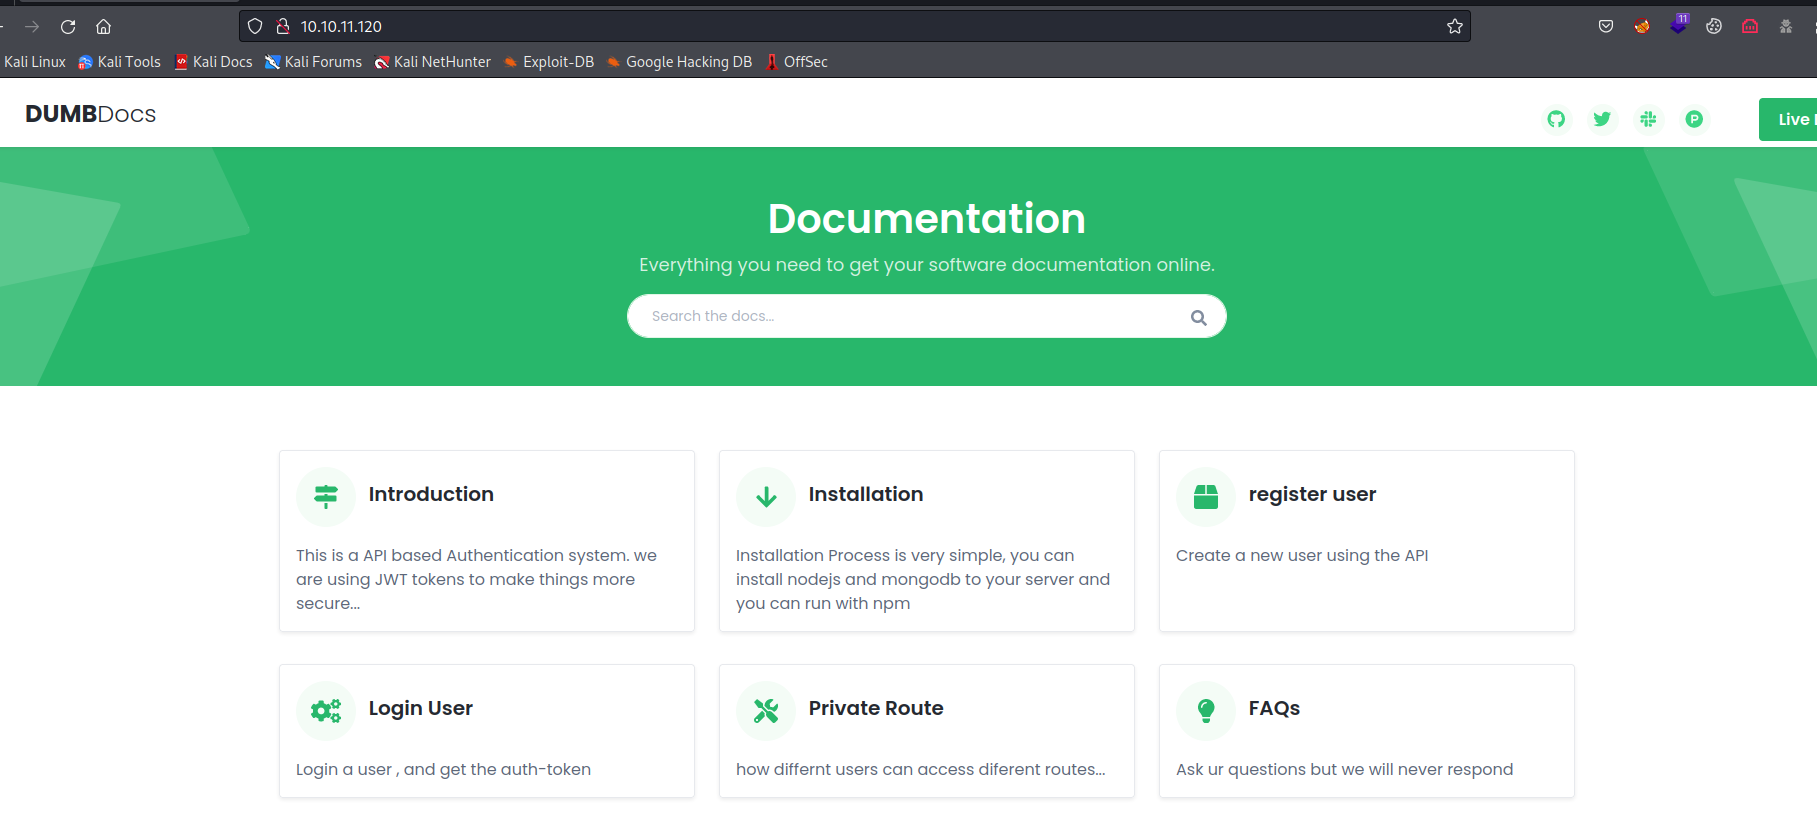 10.10.11.120
11
Kali Linux Kali Tools Kali Docs Kali Forums Kali NetHunter Exploit-DB Google Hacking DB OffSec
DUMBDocs
P
Live
Documentation
Everything you need to get your software documentation online.
Search the docs...
Introduction
This is a API based Authentication system. we
are using JWT tokens to make things more
secure...
Installation
Installation Process is very simple, you can
install nodejs and mongodb to your server and
you can run with npm
register user
Create a new user using the API
Login User
Login a user , and get the auth-token
Private Route
how differnt users can access diferent routes...
FAQs
Ask ur questions but we will never respond